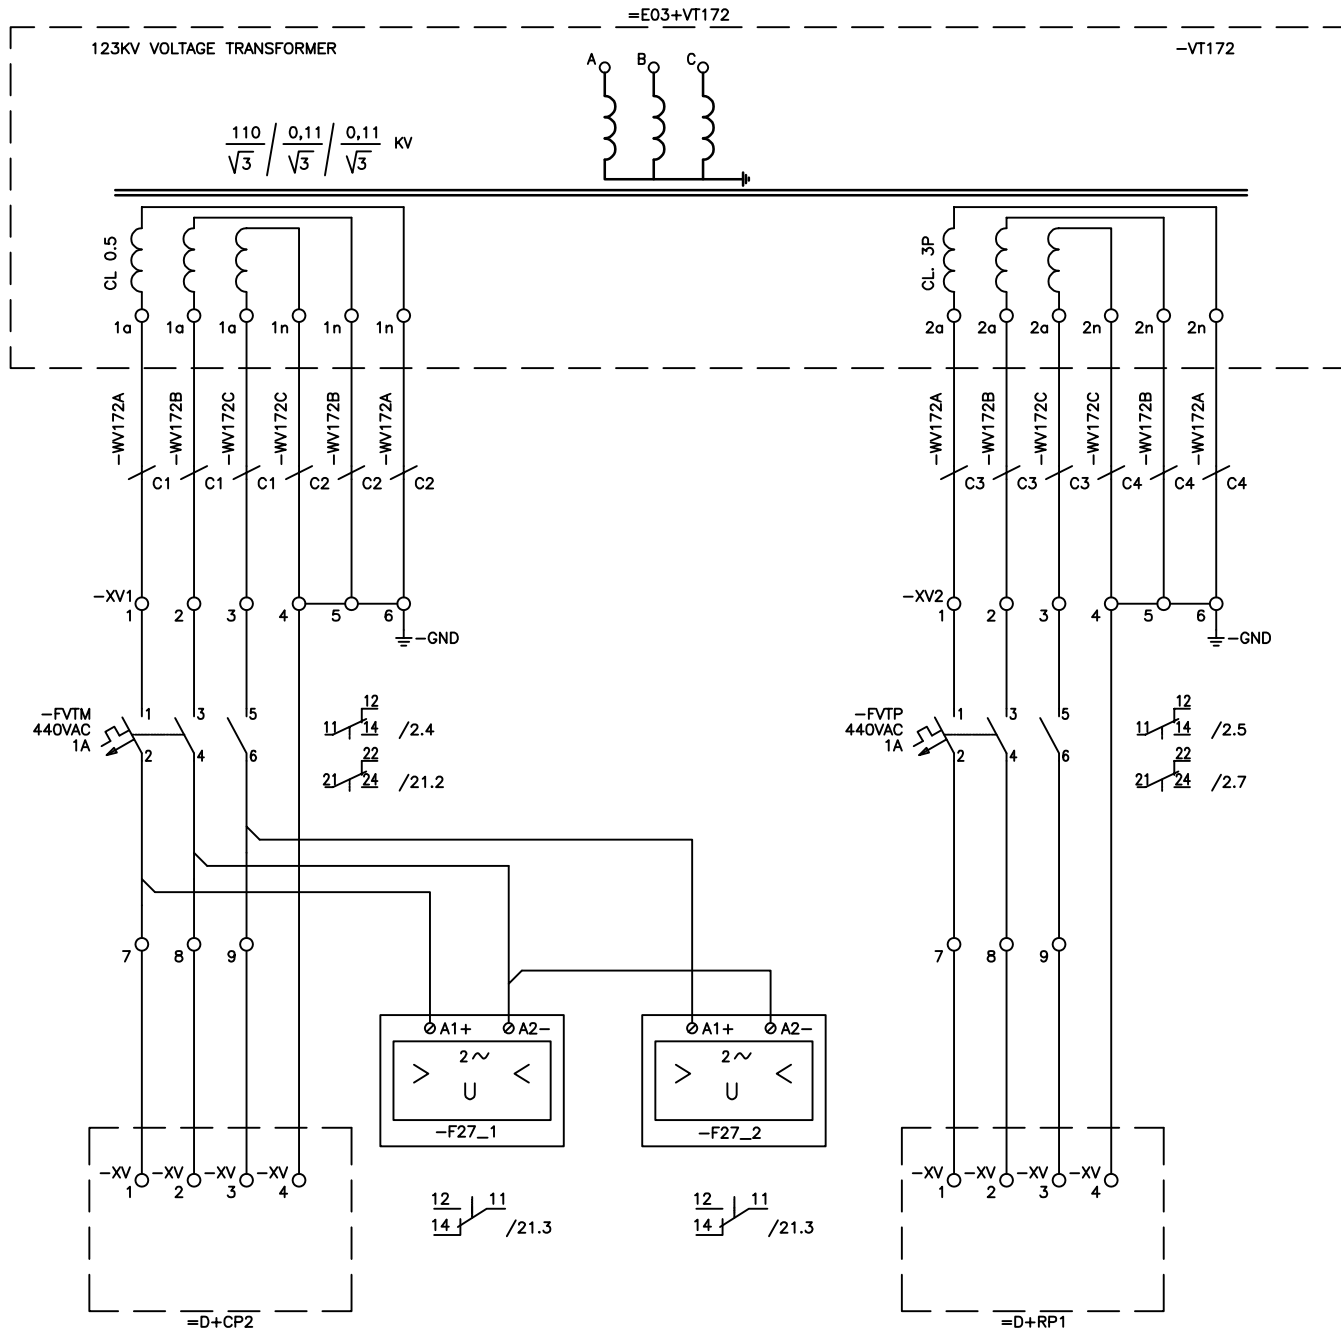 =E03+VT172
123KV VOLTAGE TRANSFORMER
-VT172
A B C
110/√3 / 0,11/√3 / 0,11/√3 KV
CL 0.5
CL. 3P
1a 1a 1a 1n 1n 1n
2a 2a 2a 2n 2n 2n
-WV172A -WV172B -WV172C -WV172C -WV172B -WV172A
-WV172A -WV172B -WV172C -WV172C -WV172B -WV172A
C1 C1 C1 C2 C2 C2
C3 C3 C3 C4 C4 C4
-XV1
1 2 3 4 5 6
-GND
-XV2
1 2 3 4 5 6
-GND
-FVTM
440VAC
1A
1 3 5
2 4 6
12
11 14 /2.4
22
21 24 /21.2
-FVTP
440VAC
1A
1 3 5
2 4 6
12
11 14 /2.5
22
21 24 /2.7
7 8 9
7 8 9
A1+ A2-
2~
> U <
-F27_1
A1+ A2-
2~
> U <
-F27_2
-XV -XV -XV -XV
1 2 3 4
-XV -XV -XV -XV
1 2 3 4
12 11
14 /21.3
12 11
14 /21.3
=D+CP2
=D+RP1